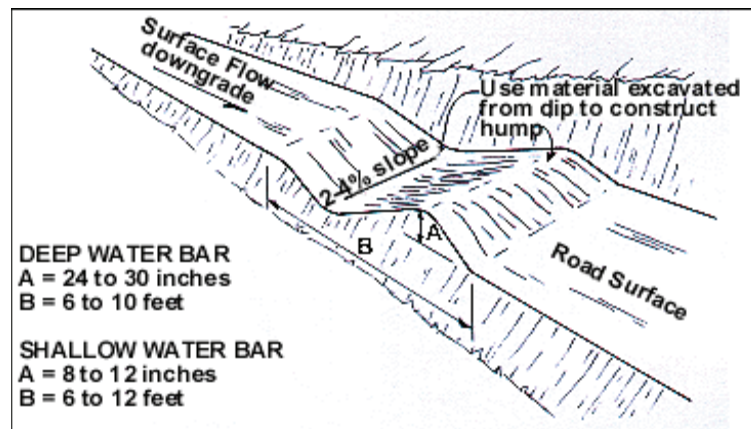 Surface Flow
downgrade
Use material excavated
from dip to construct
hump
2-4% slope
A
B
Road Surface
DEEP WATER BAR
A = 24 to 30 inches
B = 6 to 10 feet
SHALLOW WATER BAR
A = 8 to 12 inches
B = 6 to 12 feet